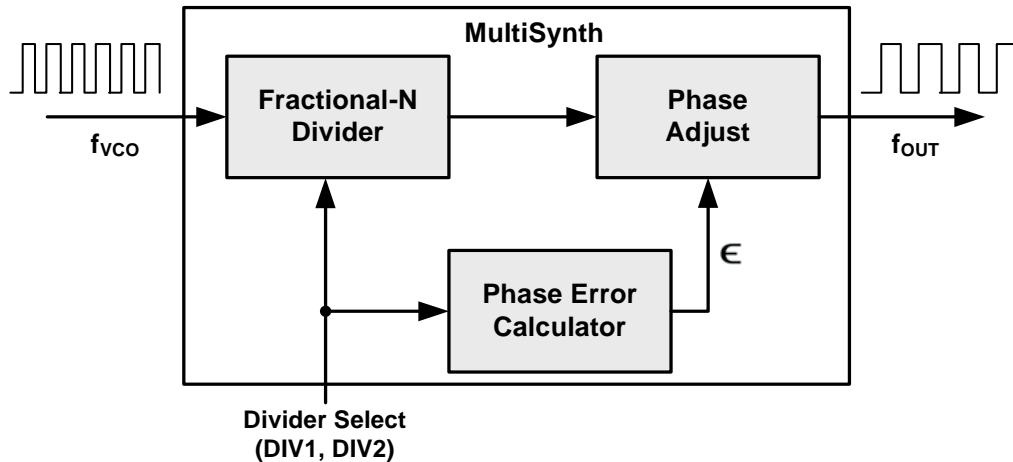 MultiSynth
Fractional-N
Divider
Phase
Adjust
fVCO
fOUT
ϵ
Phase Error
Calculator
Divider Select
(DIV1, DIV2)